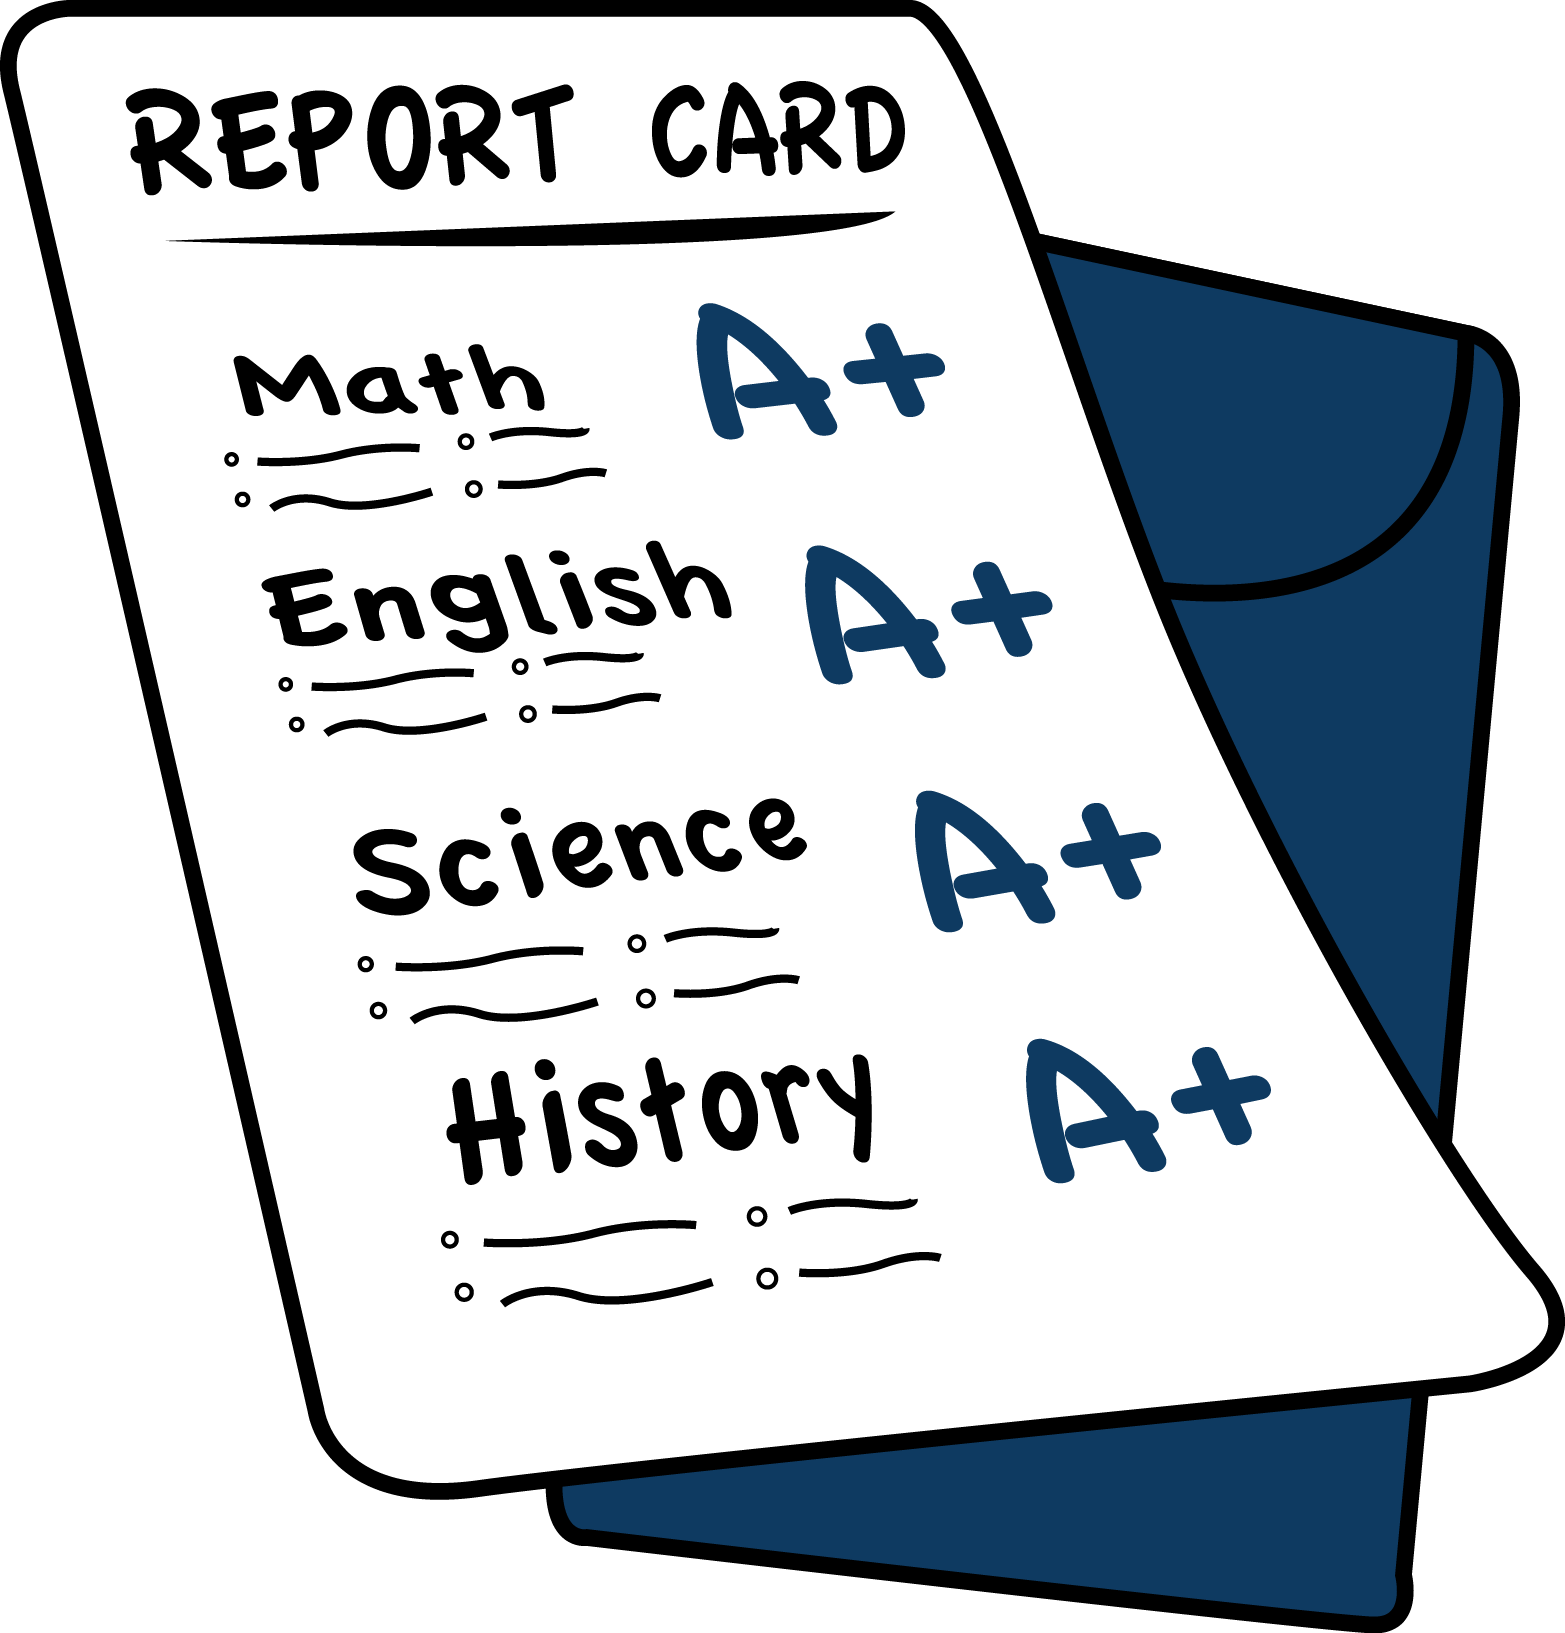 REPORT CARD
Math A+
English A+
Science A+
History A+